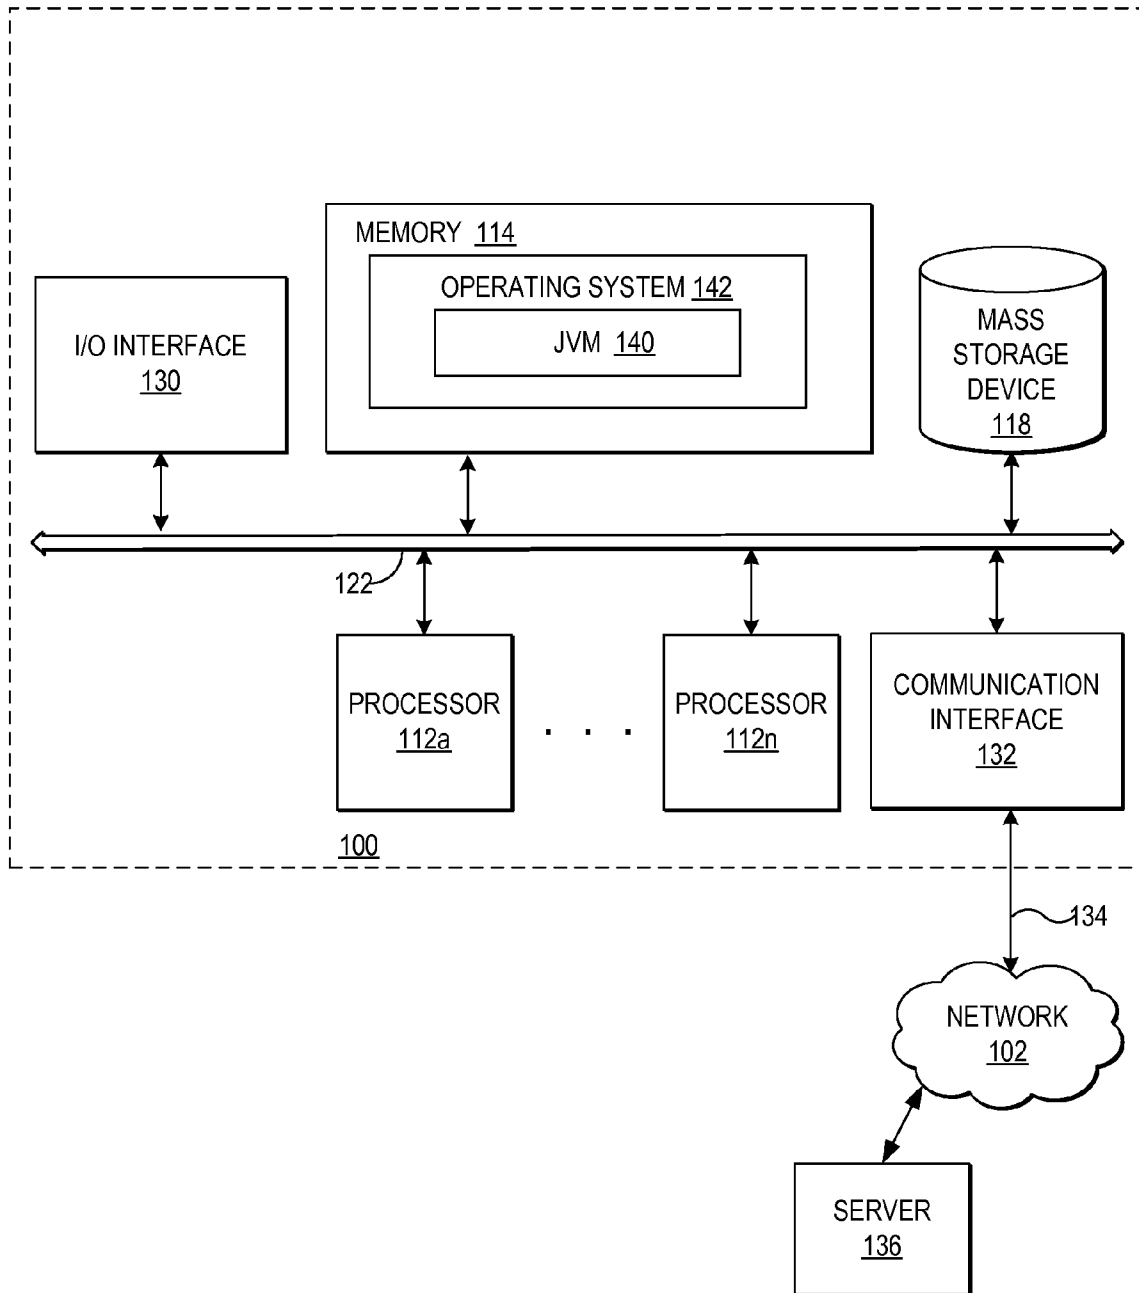 MEMORY 114
OPERATING SYSTEM 142
JVM 140
I/O INTERFACE
130
MASS
STORAGE
DEVICE
118
122
PROCESSOR
112a
. . .
PROCESSOR
112n
COMMUNICATION
INTERFACE
132
100
134
NETWORK
102
SERVER
136